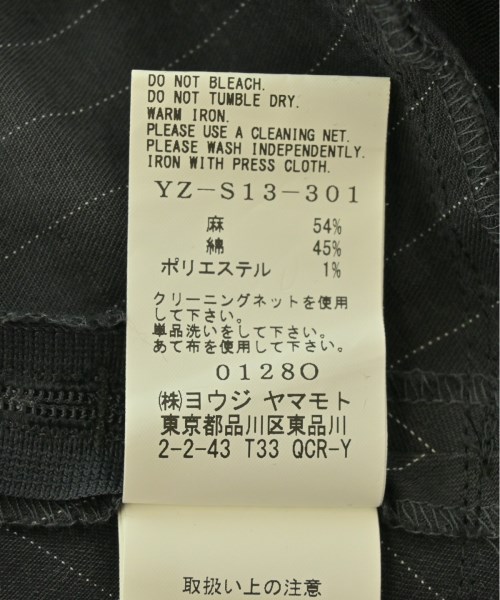 DO NOT BLEACH.
DO NOT TUMBLE DRY.
WARM IRON.
PLEASE USE A CLEANING NET.
PLEASE WASH INDEPENDENTLY.
IRON WITH PRESS CLOTH.
YZ-S13-301
麻 54%
綿 45%
ポリエステル 1%
クリーニングネットを使用
して下さい。
単品洗いをして下さい。
あて布を使用して下さい。
01280
㈱ヨウジ ヤマモト
東京都品川区東品川
2-2-43 T33 QCR-Y
取扱い上の注意